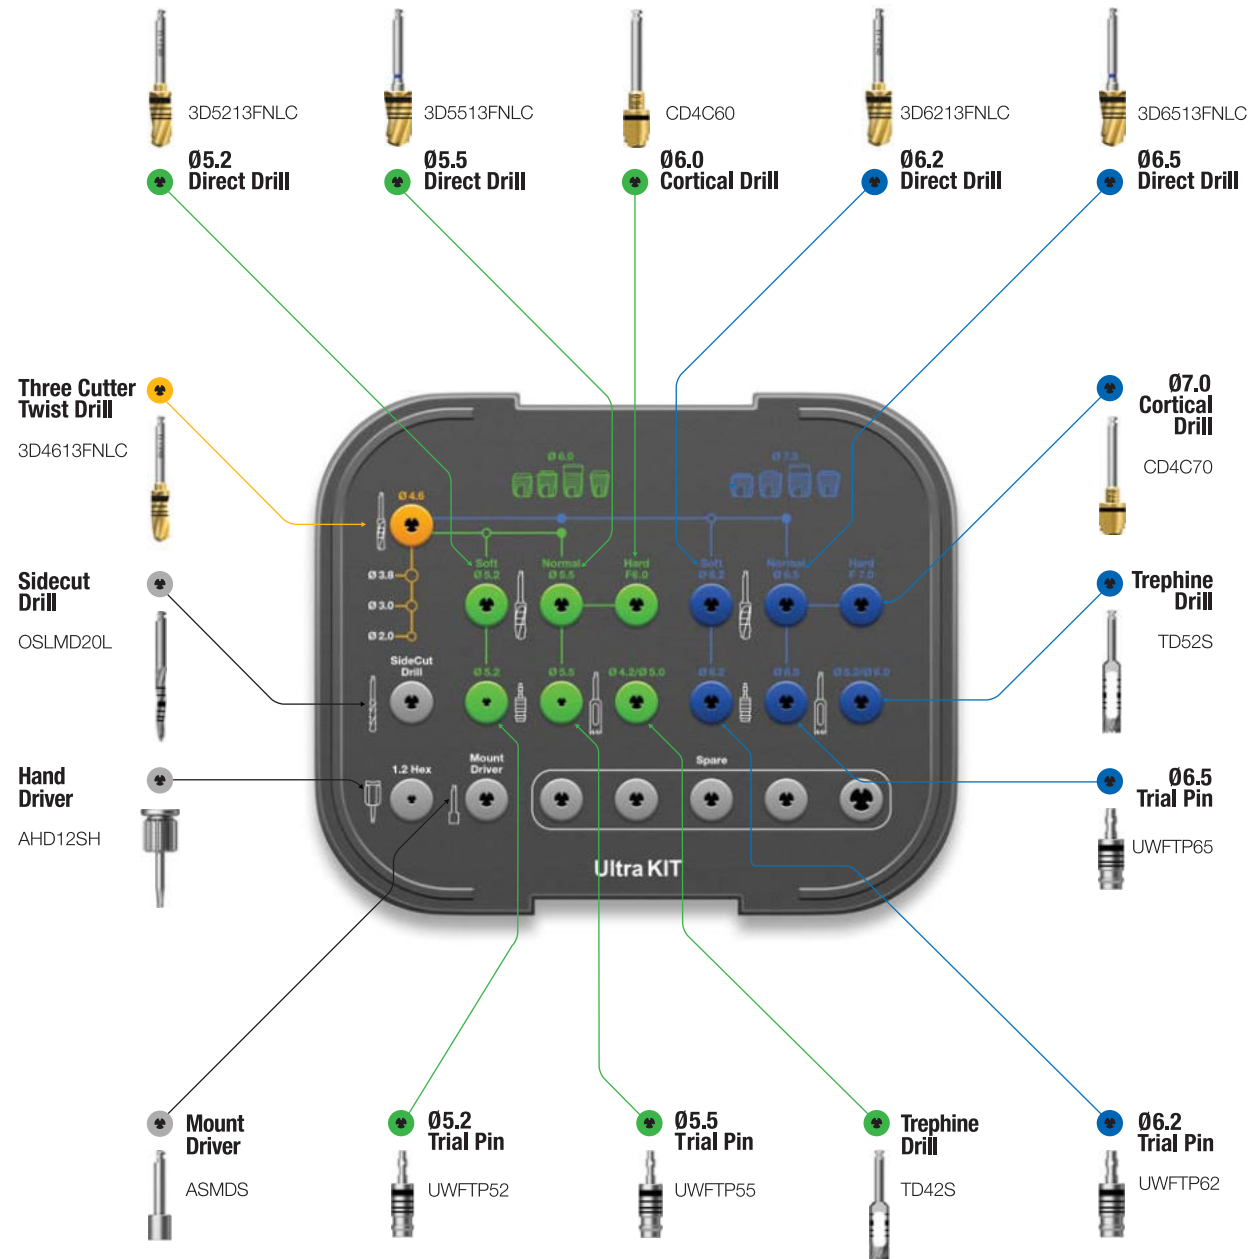 3D5213FNLC
3D5513FNLC
CD4C60
3D6213FNLC
3D6513FNLC
Ø5.2
Direct Drill
Ø5.5
Direct Drill
Ø6.0
Cortical Drill
Ø6.2
Direct Drill
Ø6.5
Direct Drill
Three Cutter
Twist Drill
3D4613FNLC
Ø7.0
Cortical
Drill
CD4C70
Ø 6.0
Ø 7.0
Ø 4.6
Soft
Ø 5.2
Normal
Ø 5.5
Hard
F6.0
Soft
Ø 6.2
Normal
Ø 6.5
Hard
F 7.0
Ø 3.8
Ø 3.0
Ø 2.0
Sidecut
Drill
OSLMD20L
Trephine
Drill
TD52S
SideCut
Drill
Ø 5.2
Ø 5.5
Ø 4.2/Ø 5.0
Ø 6.2
Ø 6.5
Ø 5.2/Ø 6.0
Hand
Driver
AHD12SH
1.2 Hex
Mount
Driver
Spare
Ø6.5
Trial Pin
UWFTP65
Ultra KIT
Mount
Driver
ASMDS
Ø5.2
Trial Pin
UWFTP52
Ø5.5
Trial Pin
UWFTP55
Trephine
Drill
TD42S
Ø6.2
Trial Pin
UWFTP62